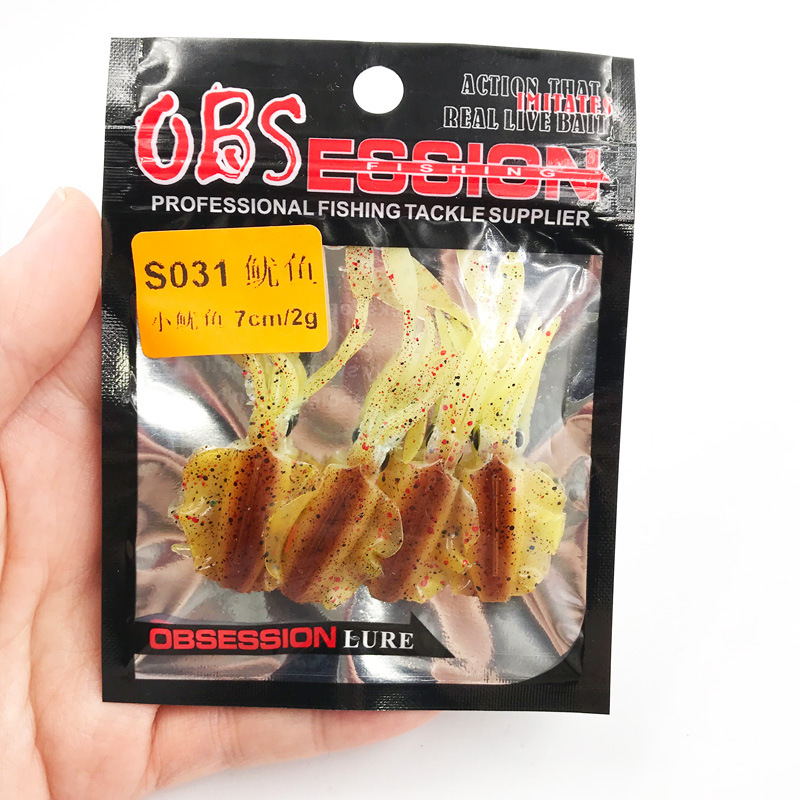 ACTION THAT
IMITATES
REAL LIVE BAIT
OBSESSION
FISHING
PROFESSIONAL FISHING TACKLE SUPPLIER
S031 鱿鱼
小鱿鱼 7cm/2g
OBSESSION LURE